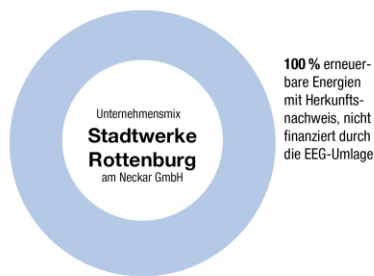 Unternehmensmix
Stadtwerke
Rottenburg
am Neckar GmbH
100 % erneuer-
bare Energien
mit Herkunfts-
nachweis, nicht
finanziert durch
die EEG-Umlage